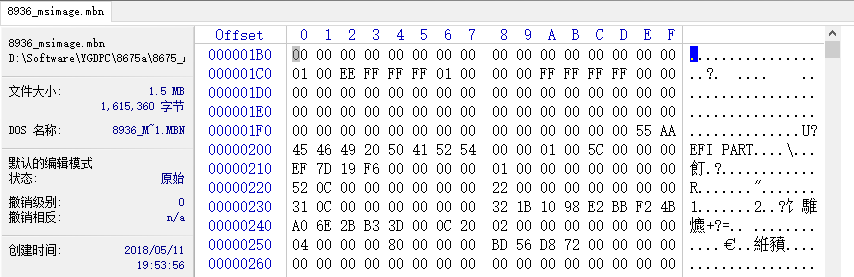 8936_msimage.mbn
8936_msimage.mbn
D:\Software\YGDPC\8675a\8675_
文件大小: 1.5 MB
1,615,360 字节
DOS 名称: 8936_M~1.MBN
默认的编辑模式
状态: 原始
撤销级别: 0
撤销相反: n/a
创建时间: 2018/05/11
19:53:56
Offset 0 1 2 3 4 5 6 7 8 9 A B C D E F
000001B0 00 00 00 00 00 00 00 00 00 00 00 00 00 00 00 00 ................
000001C0 01 00 EE FF FF FF 01 00 00 00 FF FF FF FF 00 00 ..?. .... ..
000001D0 00 00 00 00 00 00 00 00 00 00 00 00 00 00 00 00 ................
000001E0 00 00 00 00 00 00 00 00 00 00 00 00 00 00 00 00 ................
000001F0 00 00 00 00 00 00 00 00 00 00 00 00 00 00 55 AA ..............U?
00000200 45 46 49 20 50 41 52 54 00 00 01 00 5C 00 00 00 EFI PART....\...
00000210 EF 7D 19 F6 00 00 00 00 01 00 00 00 00 00 00 00 飣.?............
00000220 52 0C 00 00 00 00 00 00 22 00 00 00 00 00 00 00 R.......".......
00000230 31 0C 00 00 00 00 00 00 32 1B 10 98 E2 BB F2 4B 1.......2..?
00000240 A0 6E 2B B3 3D 00 0C 20 02 00 00 00 00 00 00 00 +?=.. ........
00000250 04 00 00 00 80 00 00 00 BD 56 D8 72 00 00 00 00 ....€...絍豶....
00000260 00 00 00 00 00 00 00 00 00 00 00 00 00 00 00 00 ................